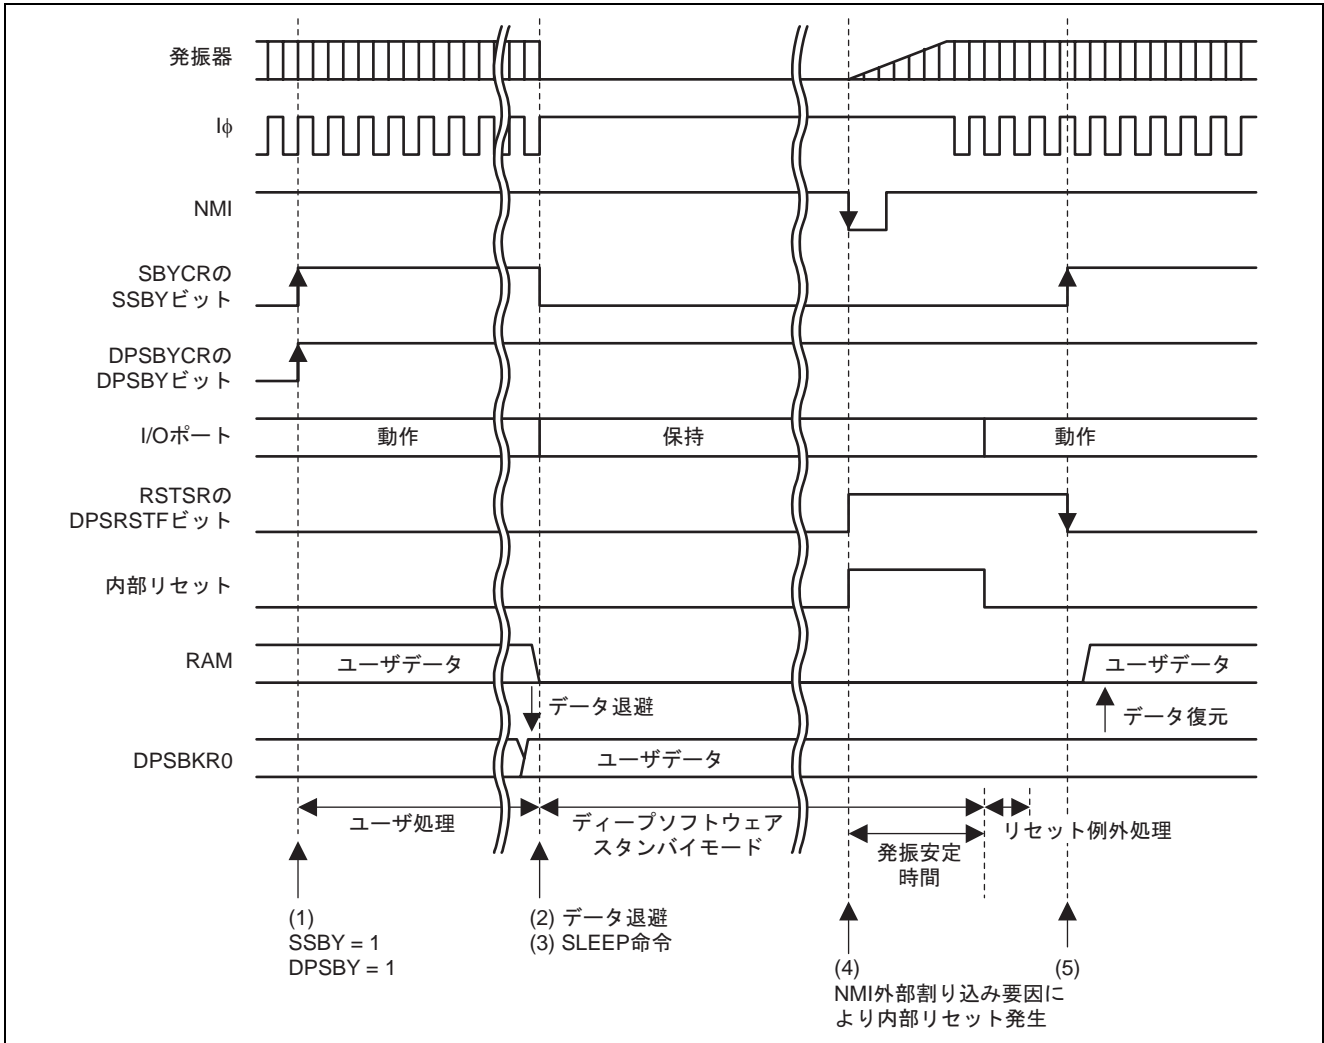 発振器
Iϕ
NMI
SBYCRの
SSBYビット
DPSBYCRの
DPSBYビット
I/Oポート
動作
保持
動作
RSTSRの
DPSRSTFビット
内部リセット
RAM
ユーザデータ
ユーザデータ
データ退避
データ復元
DPSBKR0
ユーザデータ
ユーザ処理
ディープソフトウェア
スタンバイモード
リセット例外処理
発振安定
時間
(1)
SSBY = 1
DPSBY = 1
(2) データ退避
(3) SLEEP命令
(4)
NMI外部割り込み要因に
より内部リセット発生
(5)